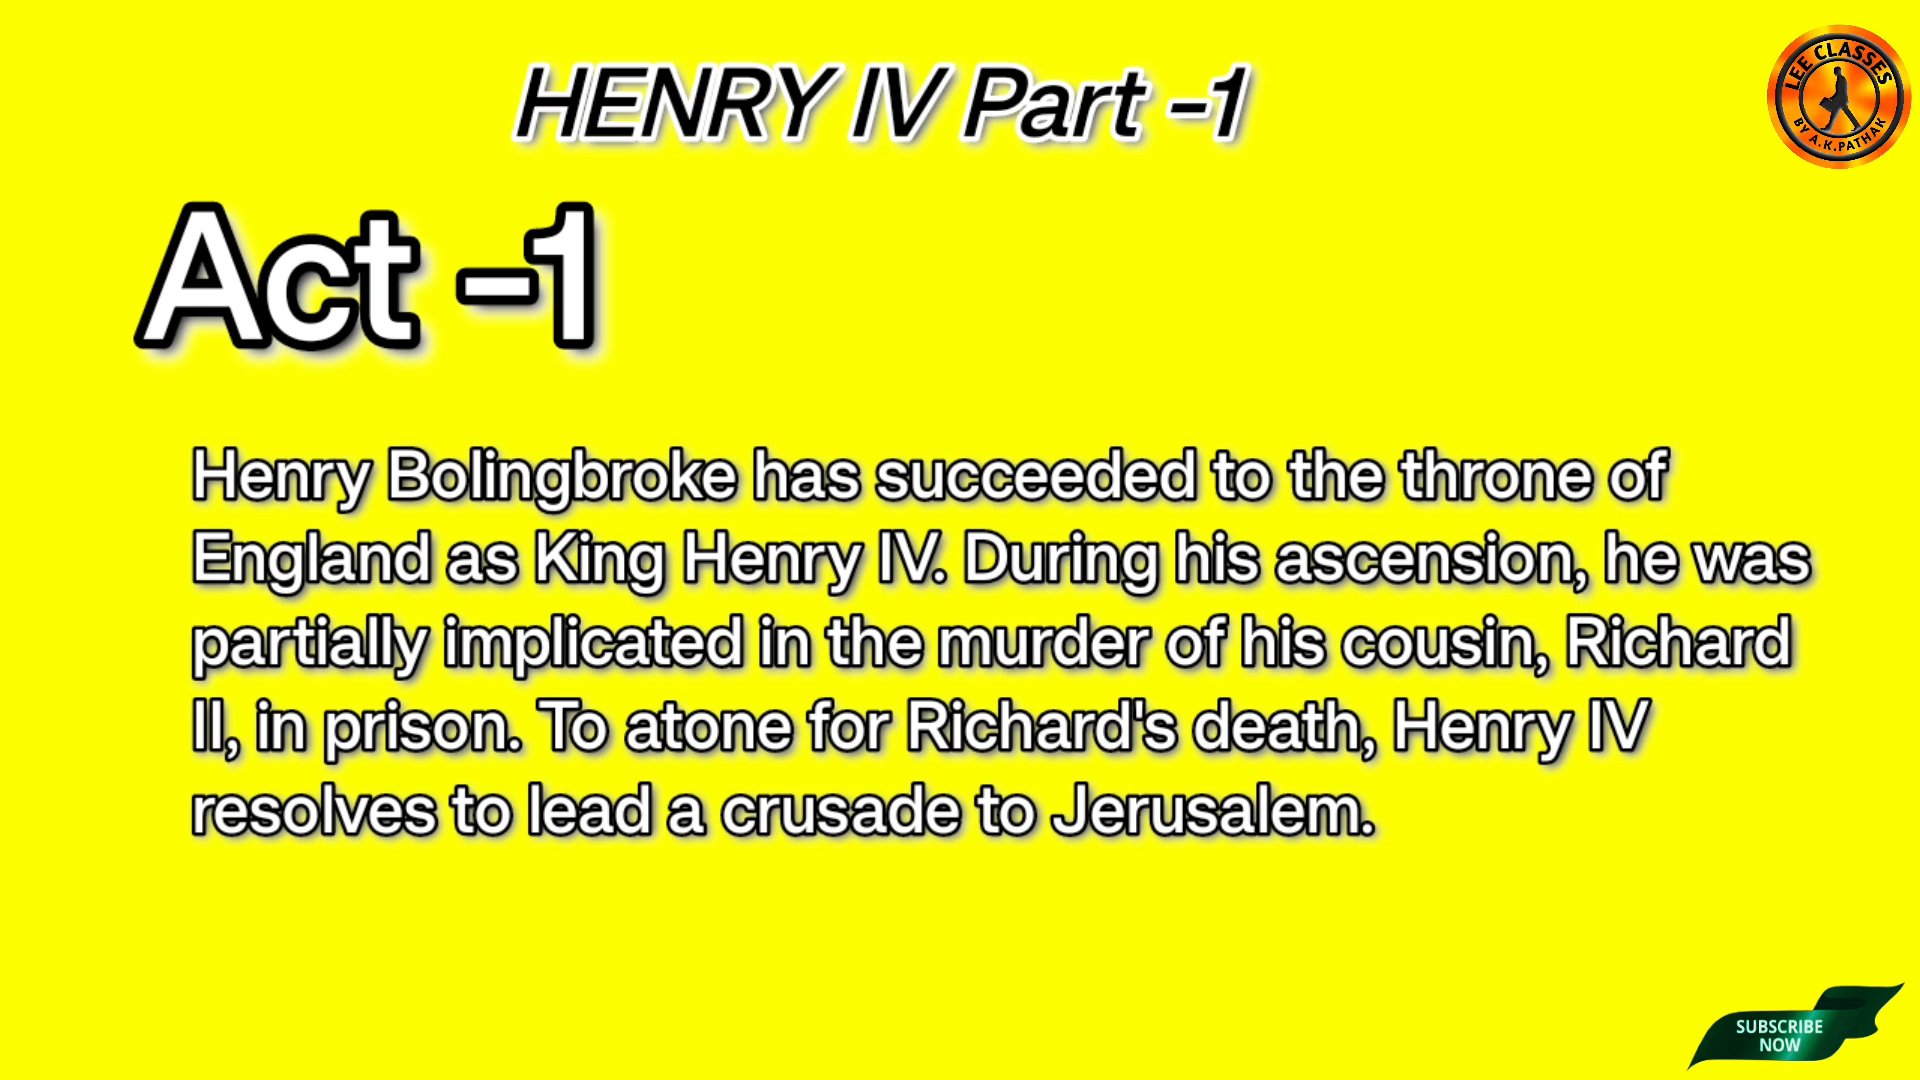 HENRY IV Part -1
LEE CLASSES
BY A.K.PATHAK
Act -1
Henry Bolingbroke has succeeded to the throne of
England as King Henry IV. During his ascension, he was
partially implicated in the murder of his cousin, Richard
II, in prison. To atone for Richard's death, Henry IV
resolves to lead a crusade to Jerusalem.
SUBSCRIBE
NOW